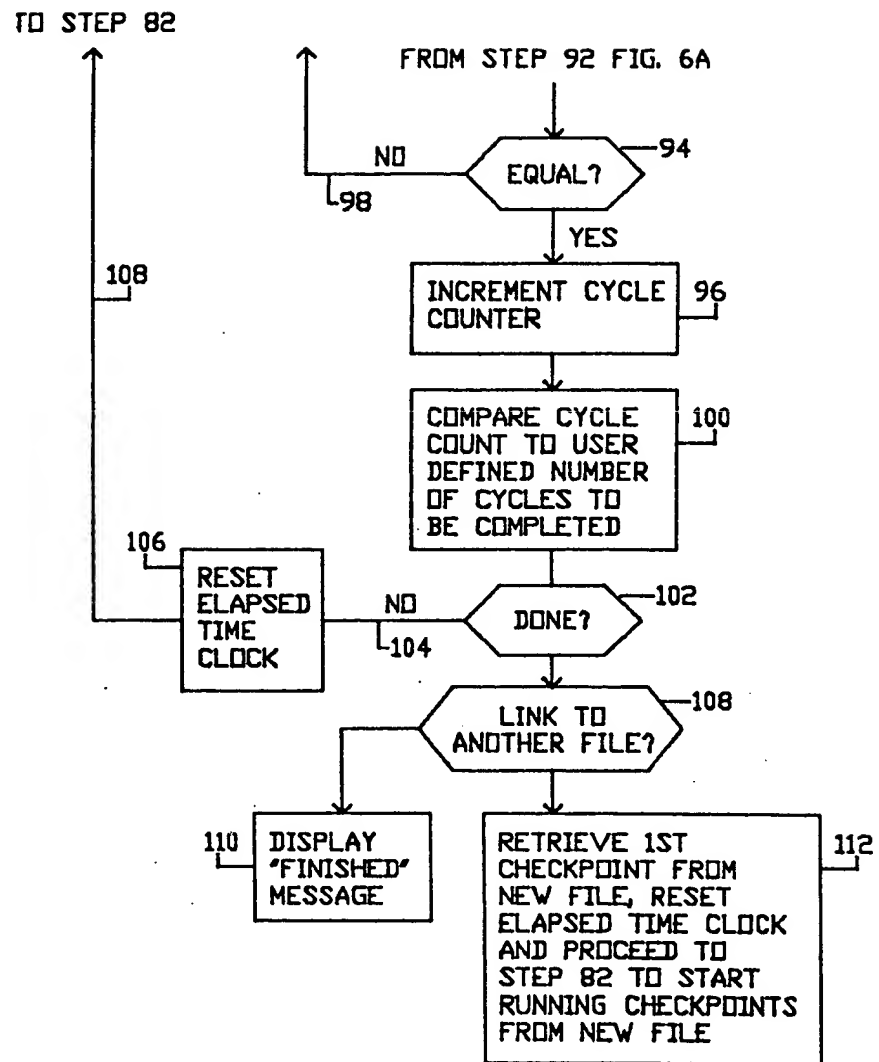 TO STEP 82
FROM STEP 92 FIG. 6A
94
NO
EQUAL?
98
YES
108
INCREMENT CYCLE
COUNTER
96
COMPARE CYCLE
COUNT TO USER
DEFINED NUMBER
OF CYCLES TO
BE COMPLETED
100
106
RESET
ELAPSED
TIME
CLOCK
NO
104
DONE?
102
LINK TO
ANOTHER FILE?
108
110
DISPLAY
"FINISHED"
MESSAGE
RETRIEVE 1ST
CHECKPOINT FROM
NEW FILE, RESET
ELAPSED TIME CLOCK
AND PROCEED TO
STEP 82 TO START
RUNNING CHECKPOINTS
FROM NEW FILE
112